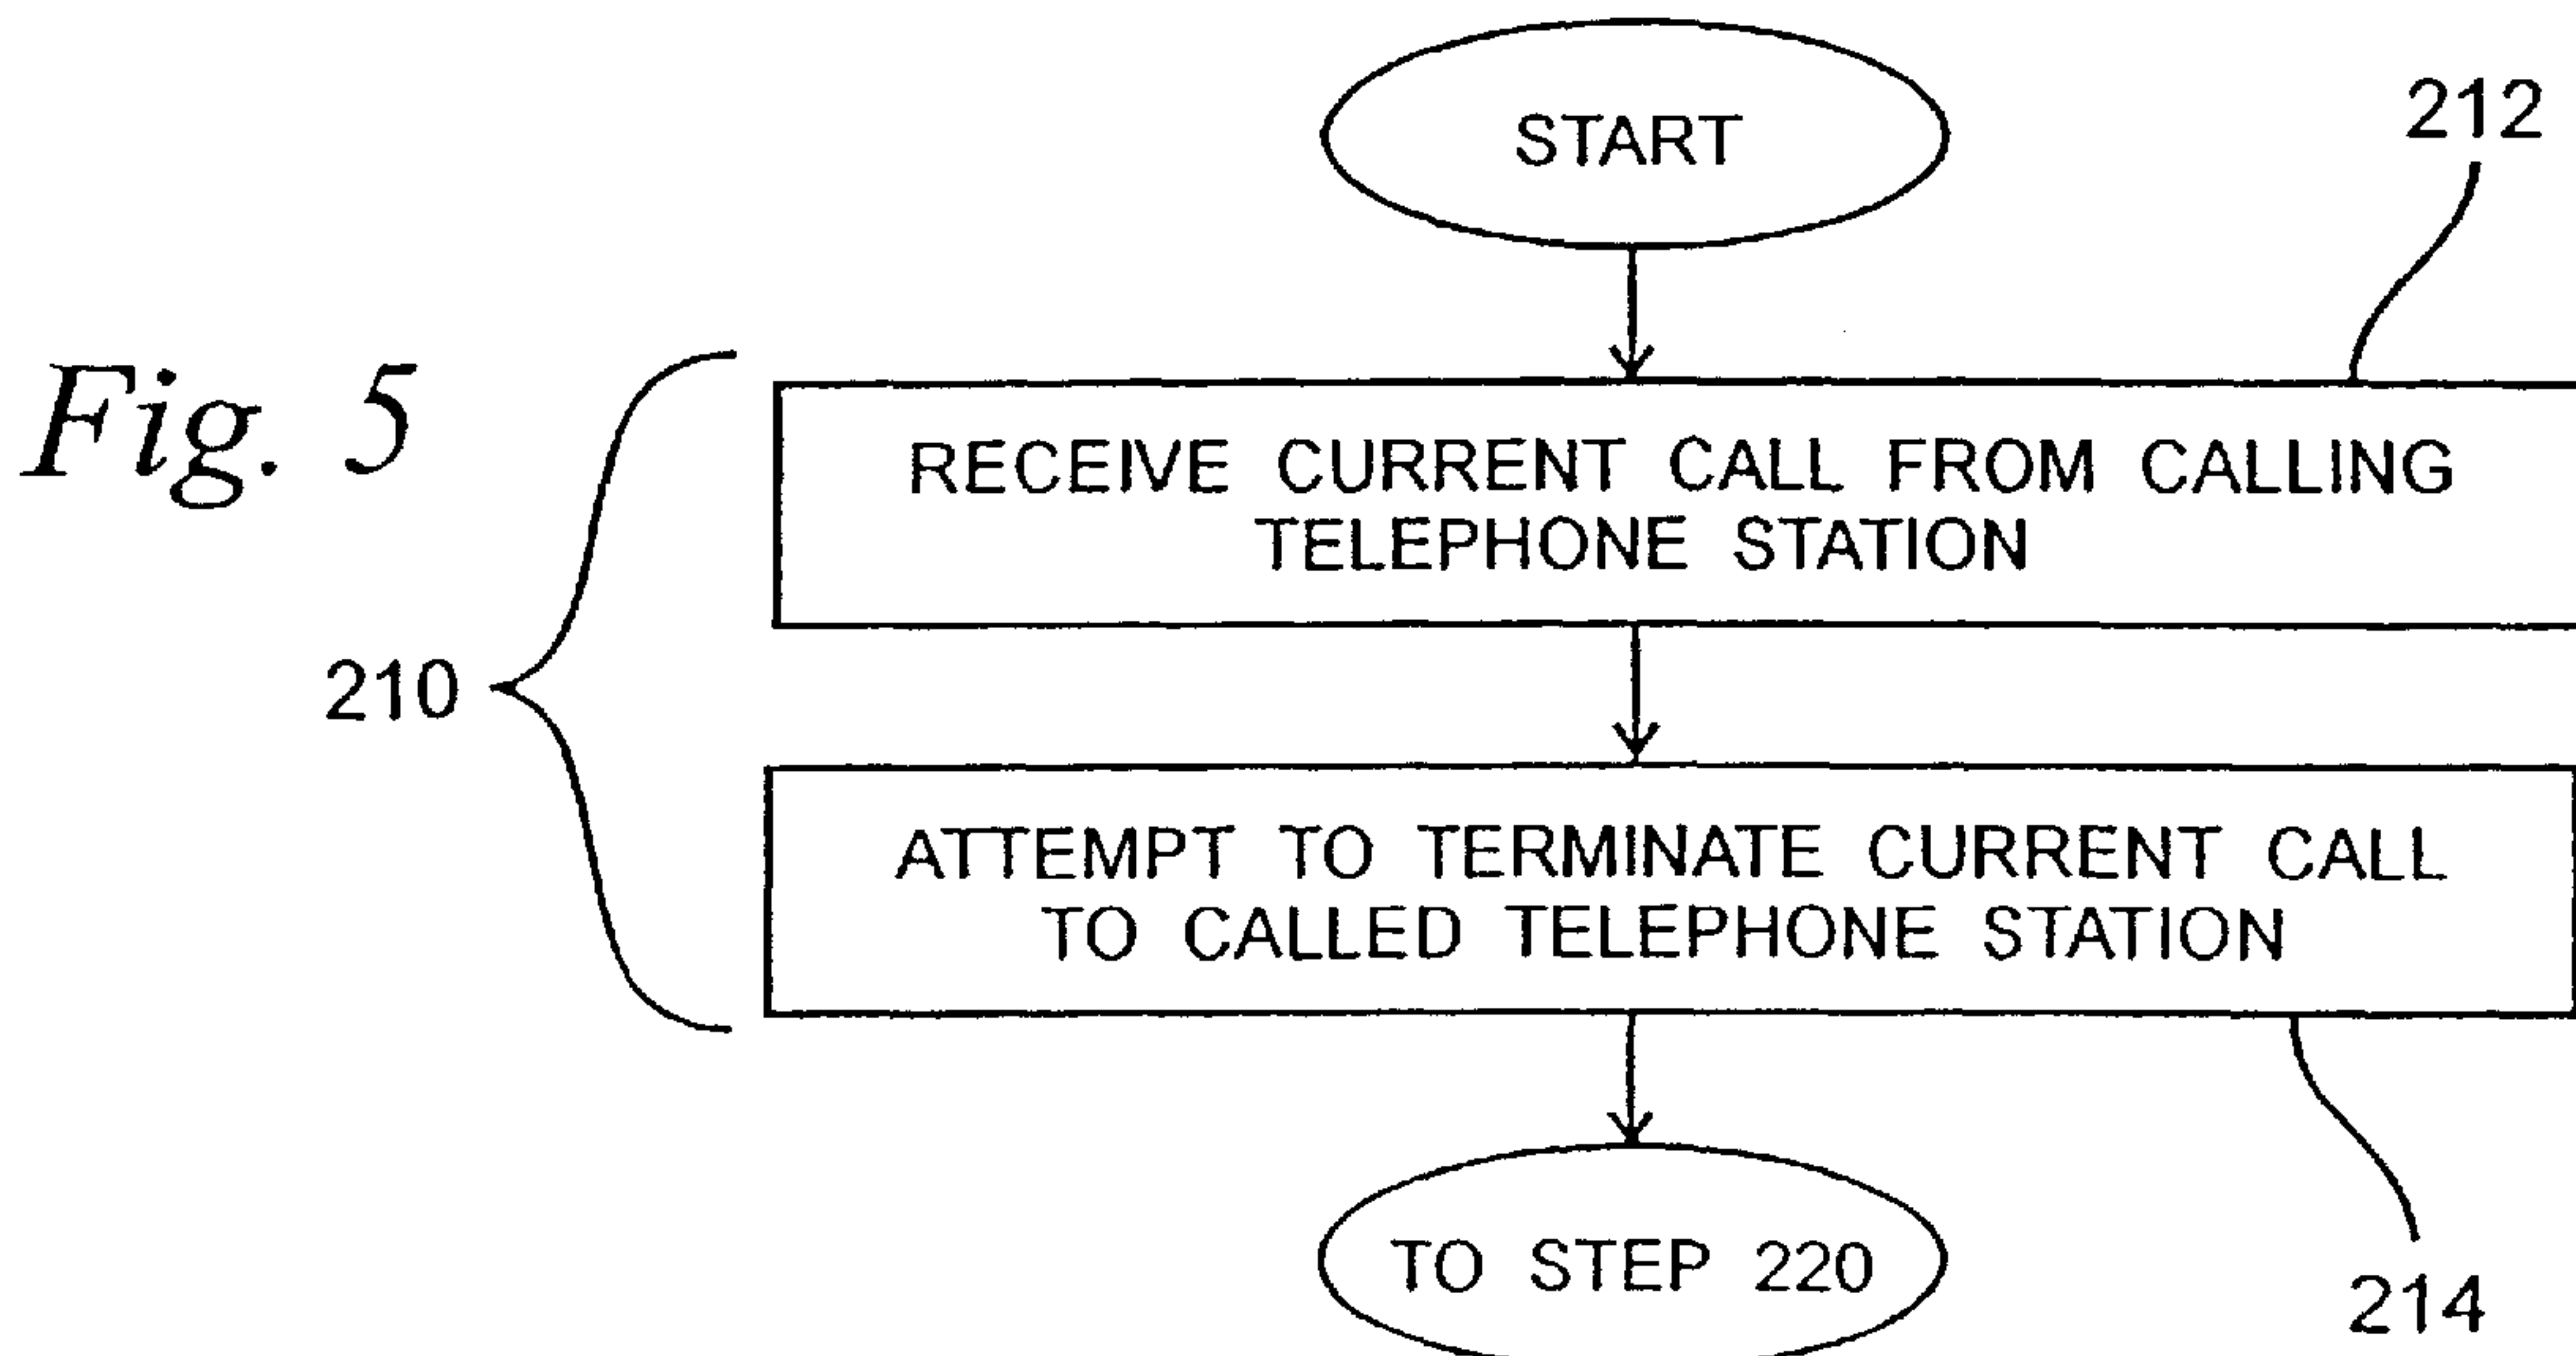 START
212
Fig. 5
RECEIVE CURRENT CALL FROM CALLING
TELEPHONE STATION
210
ATTEMPT TO TERMINATE CURRENT CALL
TO CALLED TELEPHONE STATION
TO STEP 220
214